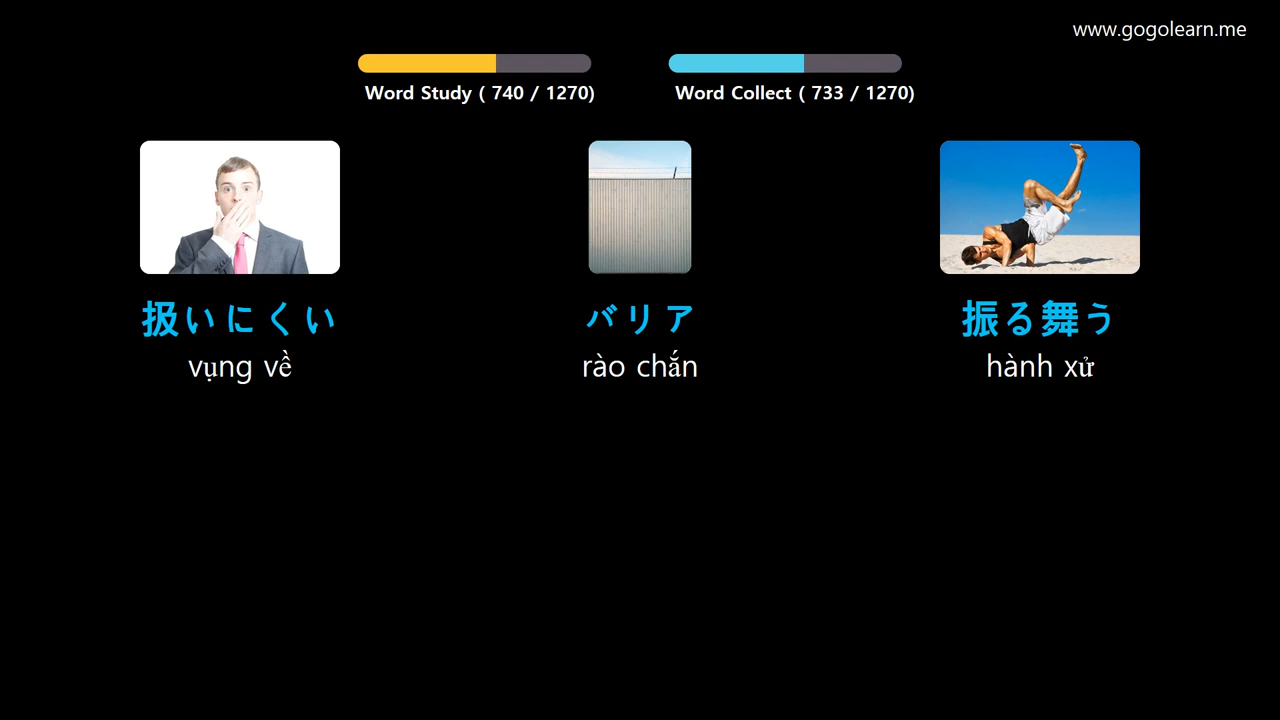 www.gogolearn.me
Word Study ( 740 / 1270)
Word Collect ( 733 / 1270)
扱いにくい
バリア
振る舞う
vụng về
rào chắn
hành xử